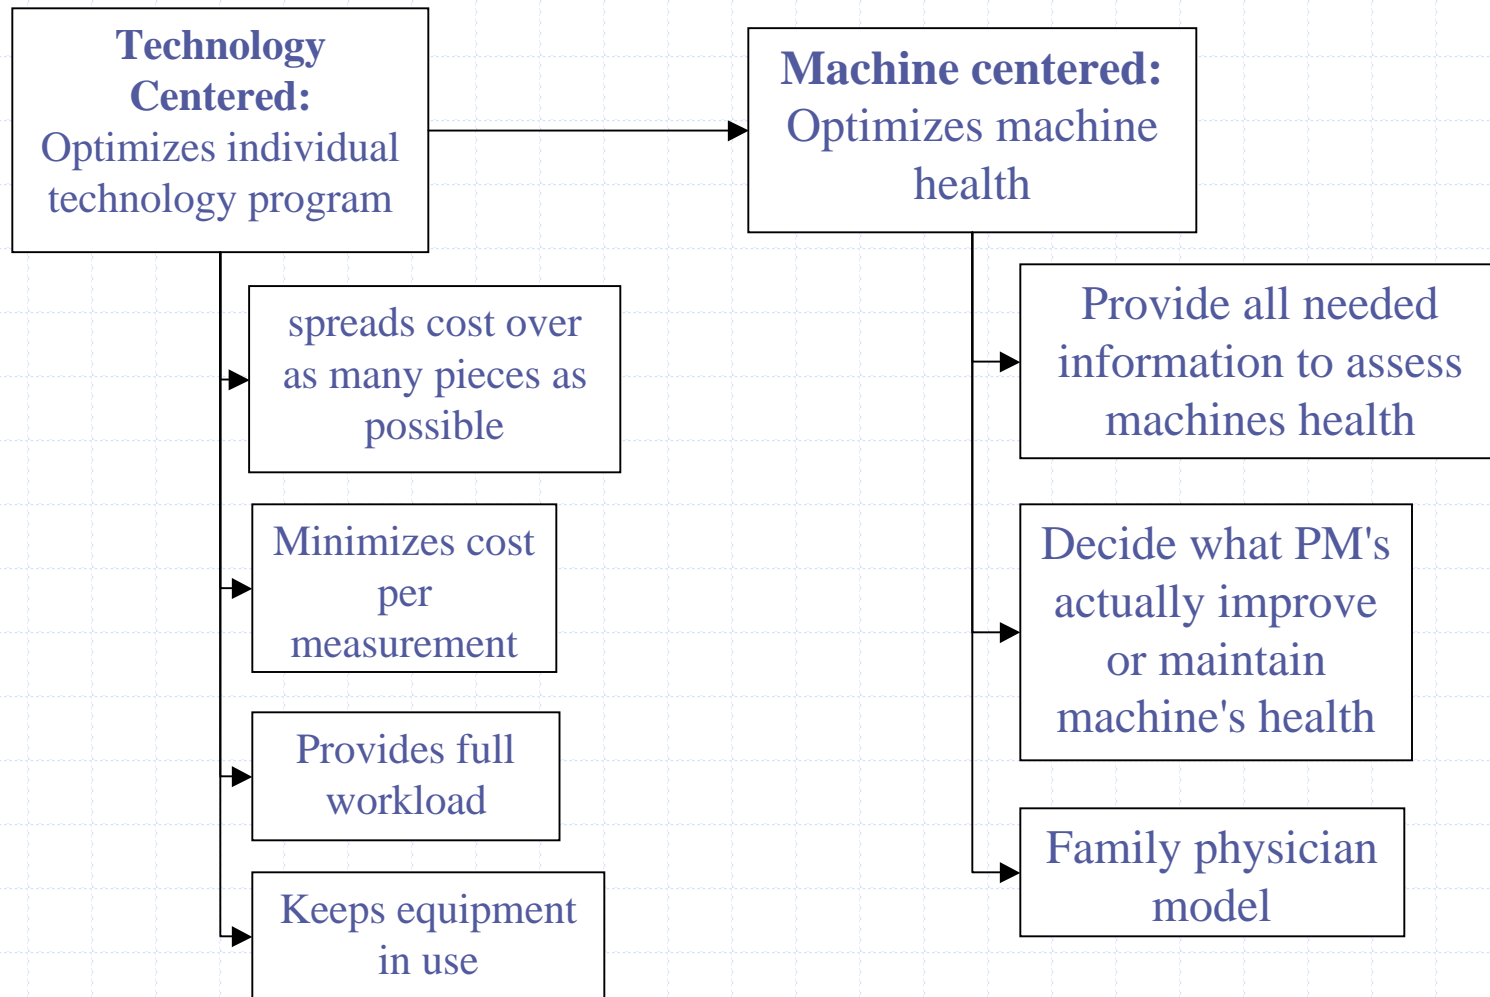 Technology
Centered:
Optimizes individual
technology program
spreads cost over
as many pieces as
possible
Minimizes cost
per
measurement
Provides full
workload
Keeps equipment
in use
Machine centered:
Optimizes machine
health
Provide all needed
information to assess
machines health
Decide what PM's
actually improve
or maintain
machine's health
Family physician
model